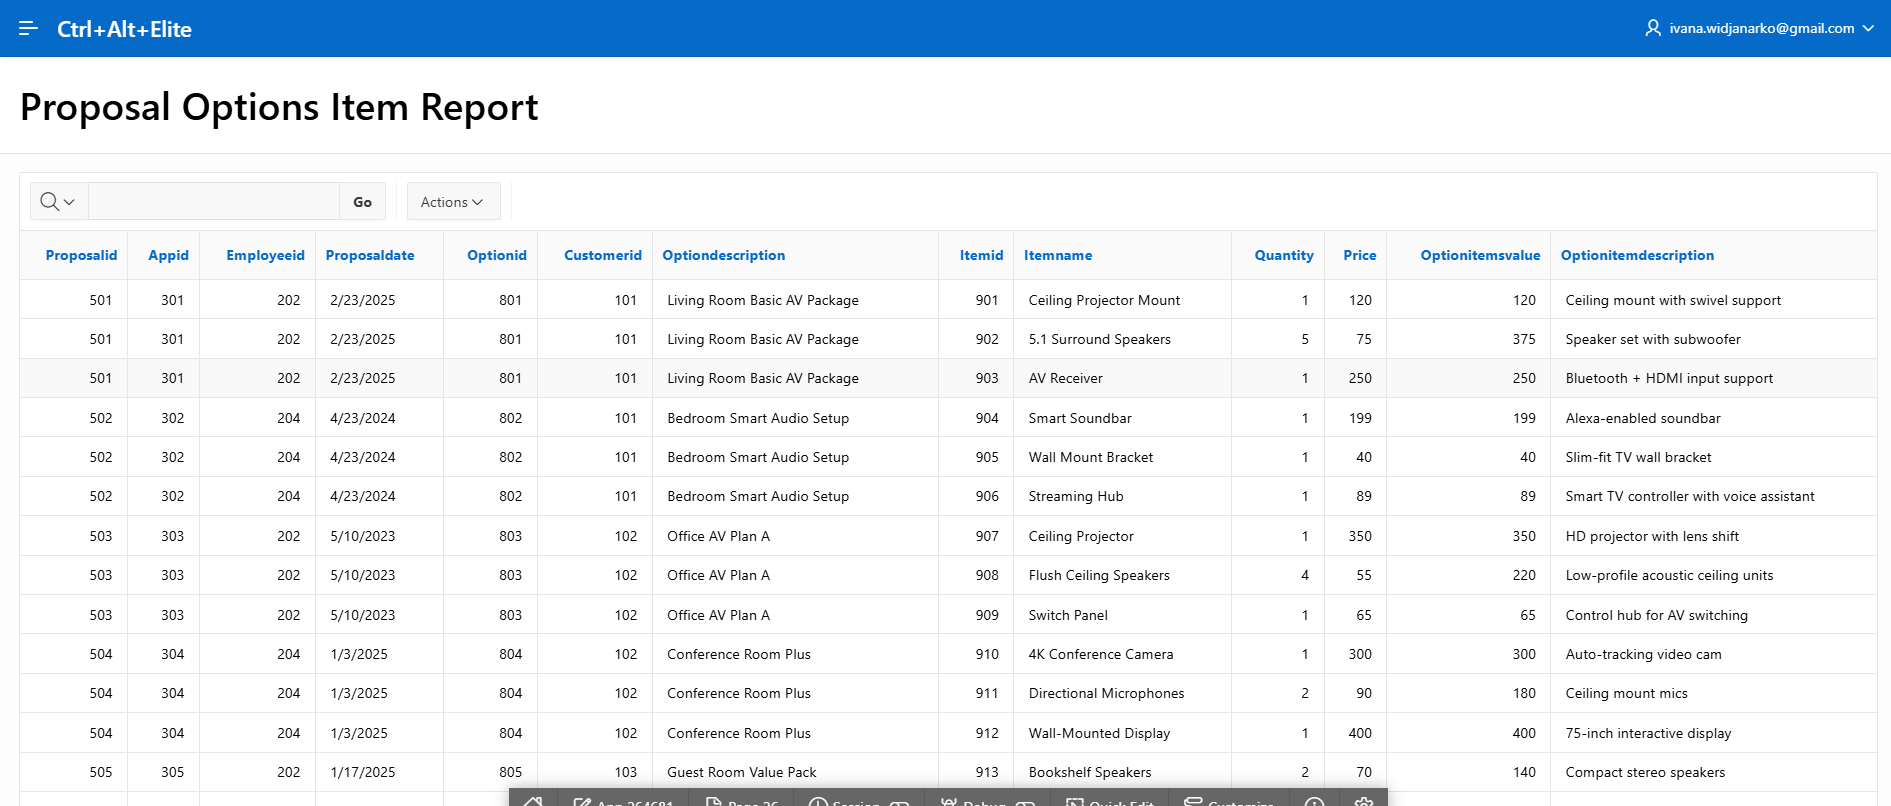 Ctrl+Alt+Elite ivana.widjanarko@gmail.com
Proposal Options Item Report
Go Actions
Proposalid Appid Employeeid Proposaldate Optionid Customerid Optiondescription Itemid Itemname Quantity Price Optionitemsvalue Optionitemdescription
501 301 202 2/23/2025 801 101 Living Room Basic AV Package 901 Ceiling Projector Mount 1 120 120 Ceiling mount with swivel support
501 301 202 2/23/2025 801 101 Living Room Basic AV Package 902 5.1 Surround Speakers 5 75 375 Speaker set with subwoofer
501 301 202 2/23/2025 801 101 Living Room Basic AV Package 903 AV Receiver 1 250 250 Bluetooth + HDMI input support
502 302 204 4/23/2024 802 101 Bedroom Smart Audio Setup 904 Smart Soundbar 1 199 199 Alexa-enabled soundbar
502 302 204 4/23/2024 802 101 Bedroom Smart Audio Setup 905 Wall Mount Bracket 1 40 40 Slim-fit TV wall bracket
502 302 204 4/23/2024 802 101 Bedroom Smart Audio Setup 906 Streaming Hub 1 89 89 Smart TV controller with voice assistant
503 303 202 5/10/2023 803 102 Office AV Plan A 907 Ceiling Projector 1 350 350 HD projector with lens shift
503 303 202 5/10/2023 803 102 Office AV Plan A 908 Flush Ceiling Speakers 4 55 220 Low-profile acoustic ceiling units
503 303 202 5/10/2023 803 102 Office AV Plan A 909 Switch Panel 1 65 65 Control hub for AV switching
504 304 204 1/3/2025 804 102 Conference Room Plus 910 4K Conference Camera 1 300 300 Auto-tracking video cam
504 304 204 1/3/2025 804 102 Conference Room Plus 911 Directional Microphones 2 90 180 Ceiling mount mics
504 304 204 1/3/2025 804 102 Conference Room Plus 912 Wall-Mounted Display 1 400 400 75-inch interactive display
505 305 202 1/17/2025 805 103 Guest Room Value Pack 913 Bookshelf Speakers 2 70 140 Compact stereo speakers
App 264681 Page 26 Session Debug Quick Edit Customize